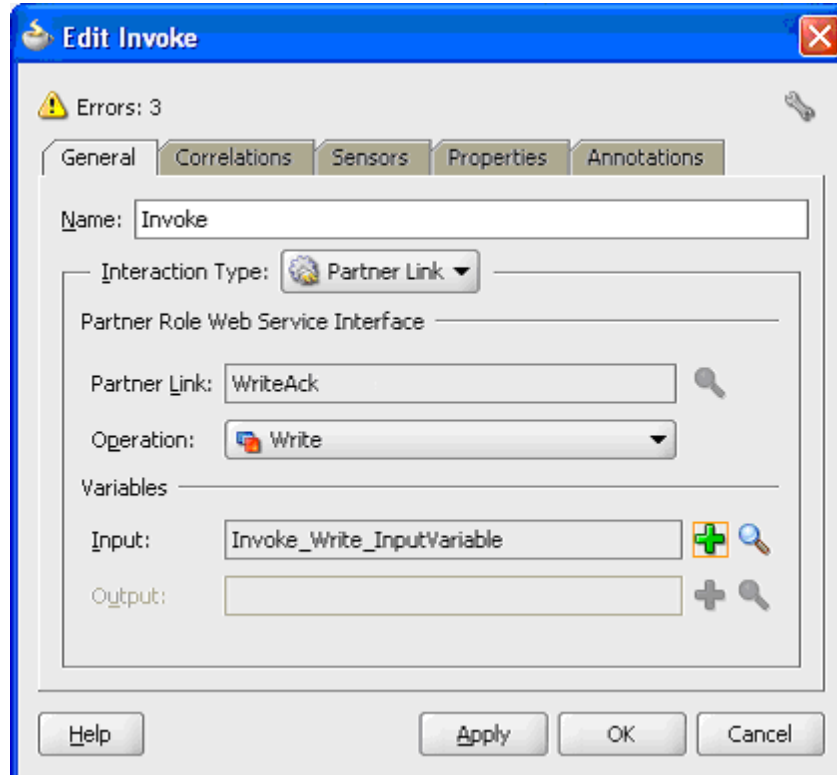 Edit Invoke
Errors: 3
General Correlations Sensors Properties Annotations
Name: Invoke
Interaction Type: Partner Link
Partner Role Web Service Interface
Partner Link: WriteAck
Operation: Write
Variables
Input: Invoke_Write_InputVariable
Output:
Help Apply OK Cancel